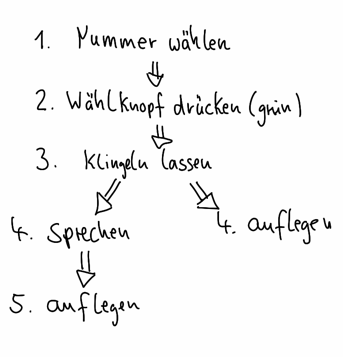 1. Nummer wählen
2. Wählknopf drücken (grün)
3. Klingeln lassen
4. Sprechen
4. auflegen
5. auflegen